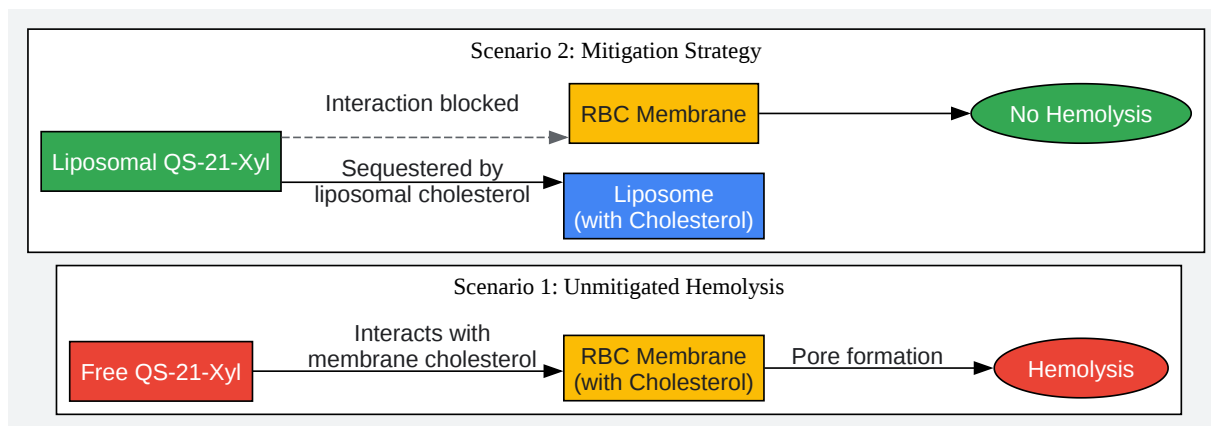 Scenario 2: Mitigation Strategy
Interaction blocked
RBC Membrane
No Hemolysis
Liposomal QS-21-Xyl
Sequestered by
liposomal cholesterol
Liposome
(with Cholesterol)
Scenario 1: Unmitigated Hemolysis
Free QS-21-Xyl
Interacts with
membrane cholesterol
RBC Membrane
(with Cholesterol)
Pore formation
Hemolysis